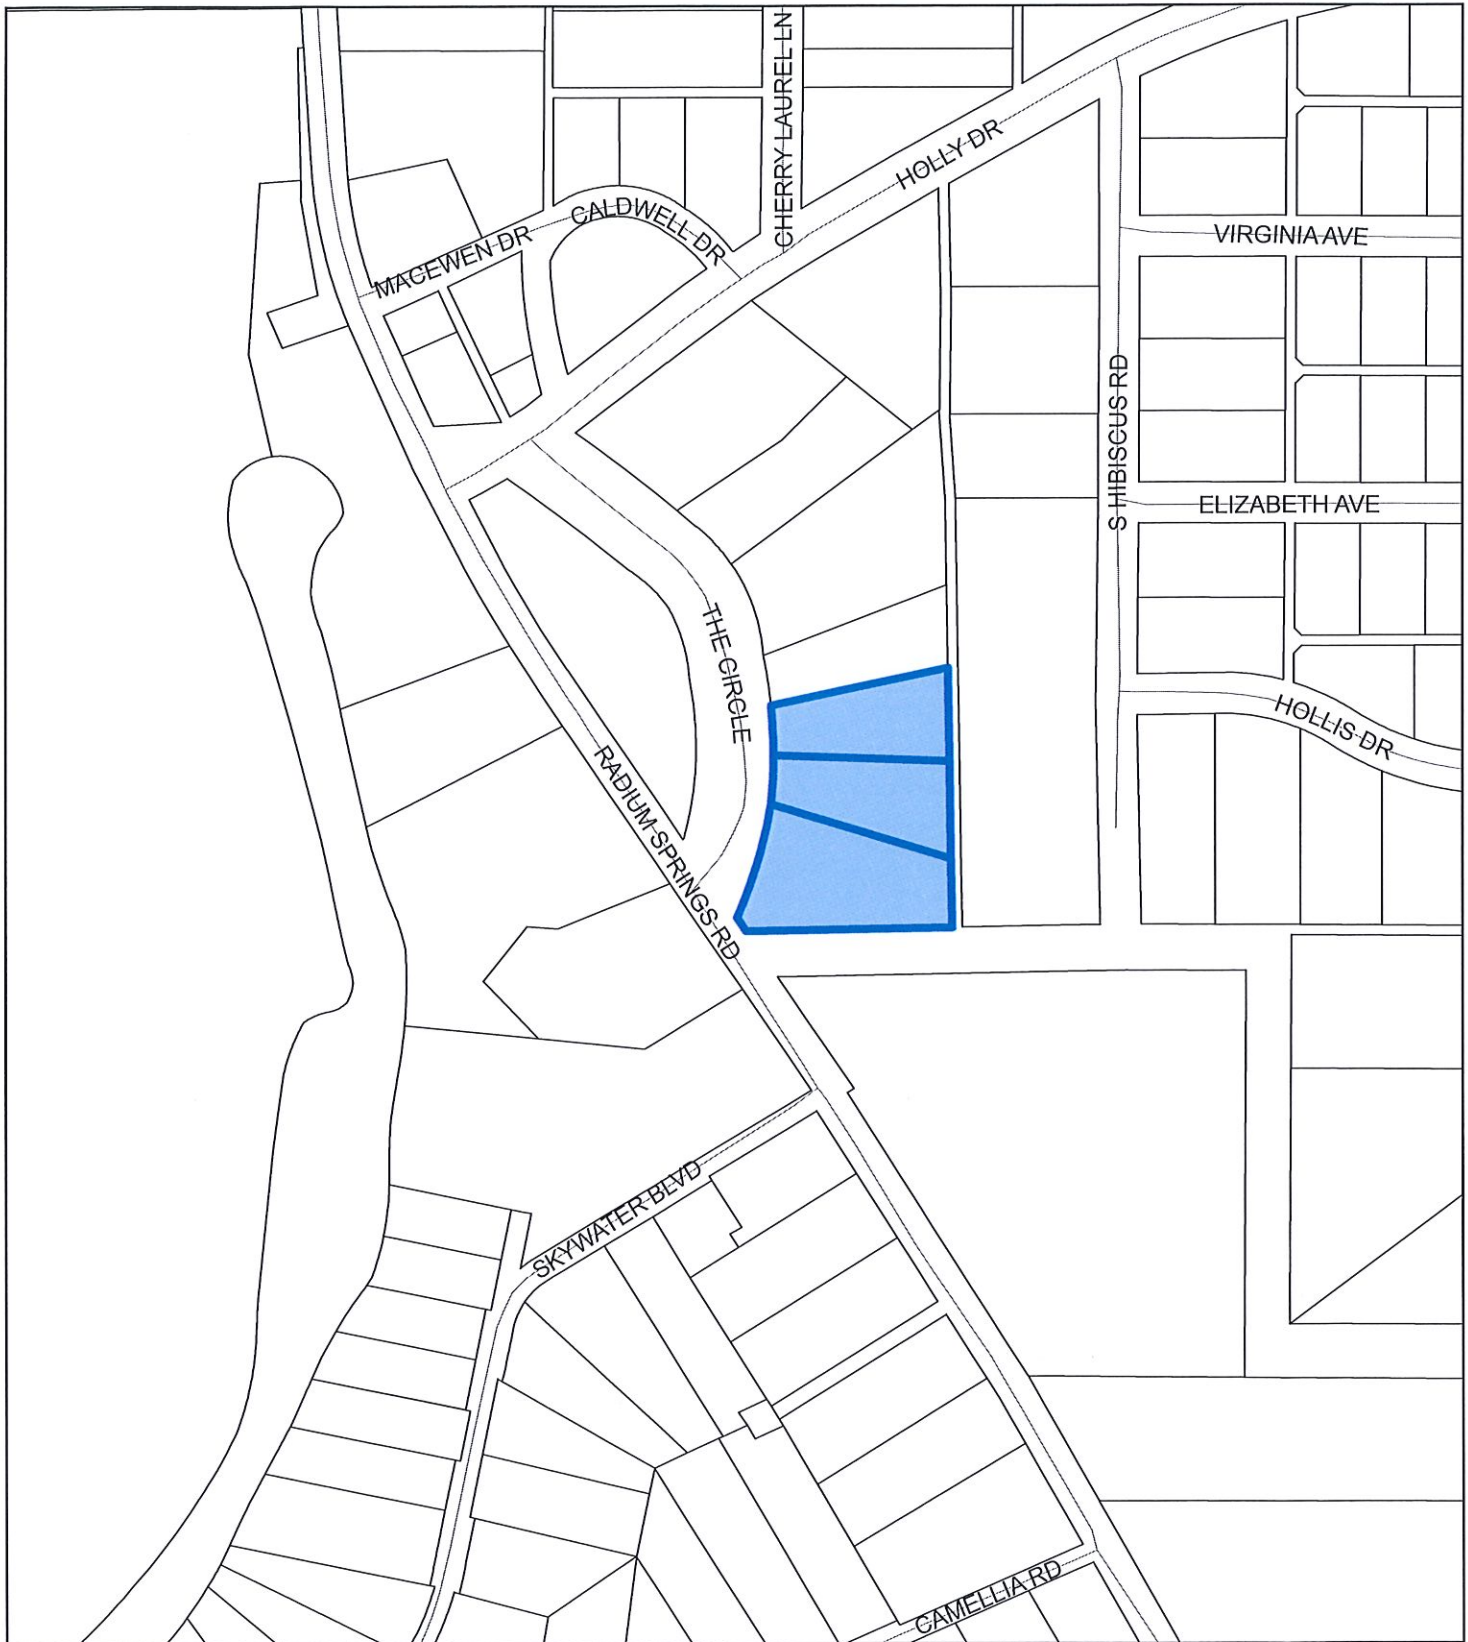 CHERRY LAUREL LN
HOLLY DR
CALDWELL DR
MACEWEN DR
VIRGINIA AVE
S HIBISCUS RD
ELIZABETH AVE
THE CIRCLE
HOLLIS DR
RADIUM SPRINGS RD
SKYWATER BLVD
CAMELLIA RD